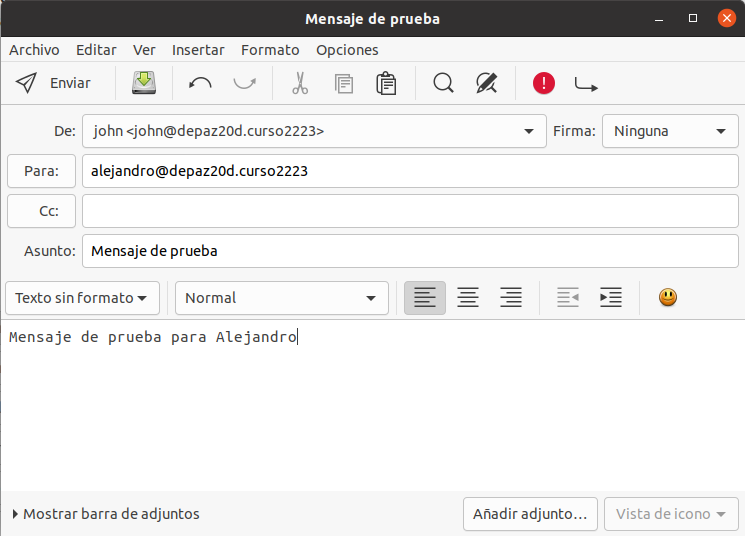 Mensaje de prueba
Archivo Editar Ver Insertar Formato Opciones
Enviar
De: john <john@depaz20d.curso2223> Firma: Ninguna
Para: alejandro@depaz20d.curso2223
Cc:
Asunto: Mensaje de prueba
Texto sin formato Normal
Mensaje de prueba para Alejandro
Mostrar barra de adjuntos Añadir adjunto... Vista de icono